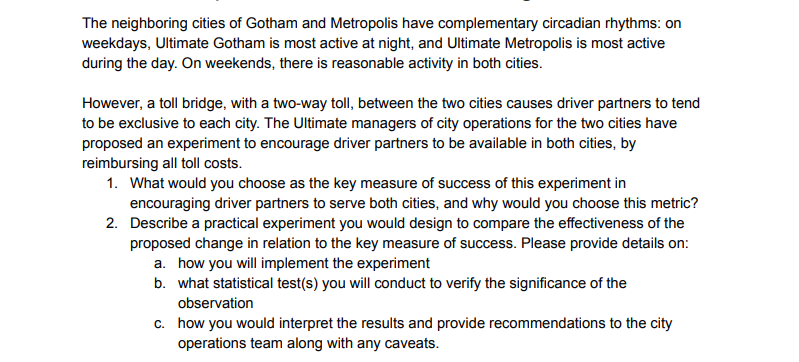 The neighboring cities of Gotham and Metropolis have complementary circadian rhythms: on
weekdays, Ultimate Gotham is most active at night, and Ultimate Metropolis is most active
during the day. On weekends, there is reasonable activity in both cities.
However, a toll bridge, with a two-way toll, between the two cities causes driver partners to tend
to be exclusive to each city. The Ultimate managers of city operations for the two cities have
proposed an experiment to encourage driver partners to be available in both cities, by
reimbursing all toll costs.
1. What would you choose as the key measure of success of this experiment in
encouraging driver partners to serve both cities, and why would you choose this metric?
2. Describe a practical experiment you would design to compare the effectiveness of the
proposed change in relation to the key measure of success. Please provide details on:
a. how you will implement the experiment
b. what statistical test(s) you will conduct to verify the significance of the
observation
c. how you would interpret the results and provide recommendations to the city
operations team along with any caveats.